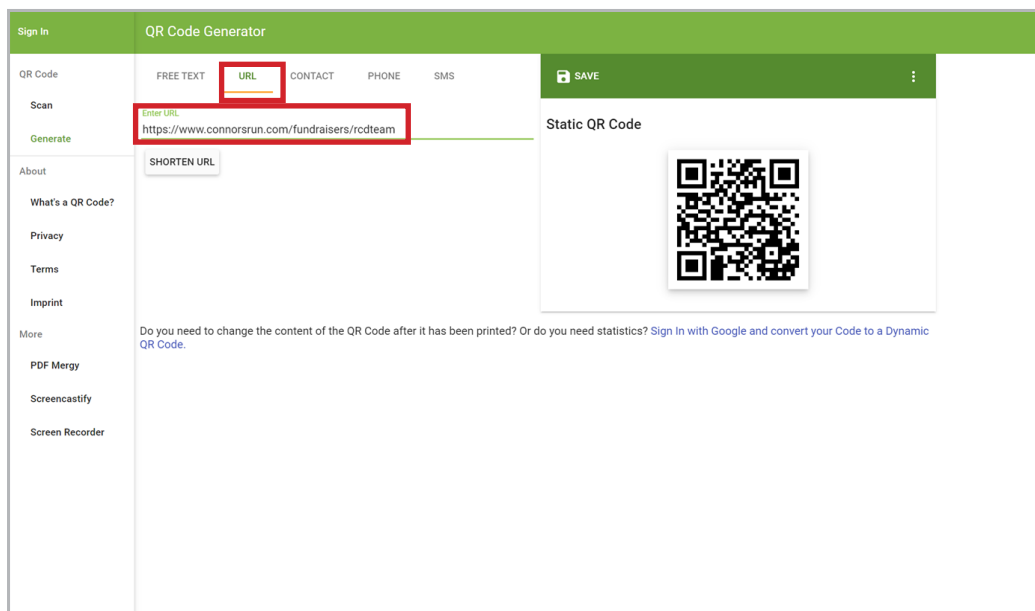 Sign In
QR Code Generator
QR Code
Scan
Generate
About
What's a QR Code?
Privacy
Terms
Imprint
More
PDF Mergy
Screencastify
Screen Recorder
FREE TEXT URL CONTACT PHONE SMS
Enter URL
https://www.connorsrun.com/fundraisers/rcdteam
SHORTEN URL
SAVE
Static QR Code
Do you need to change the content of the QR Code after it has been printed? Or do you need statistics? Sign In with Google and convert your Code to a Dynamic
QR Code.